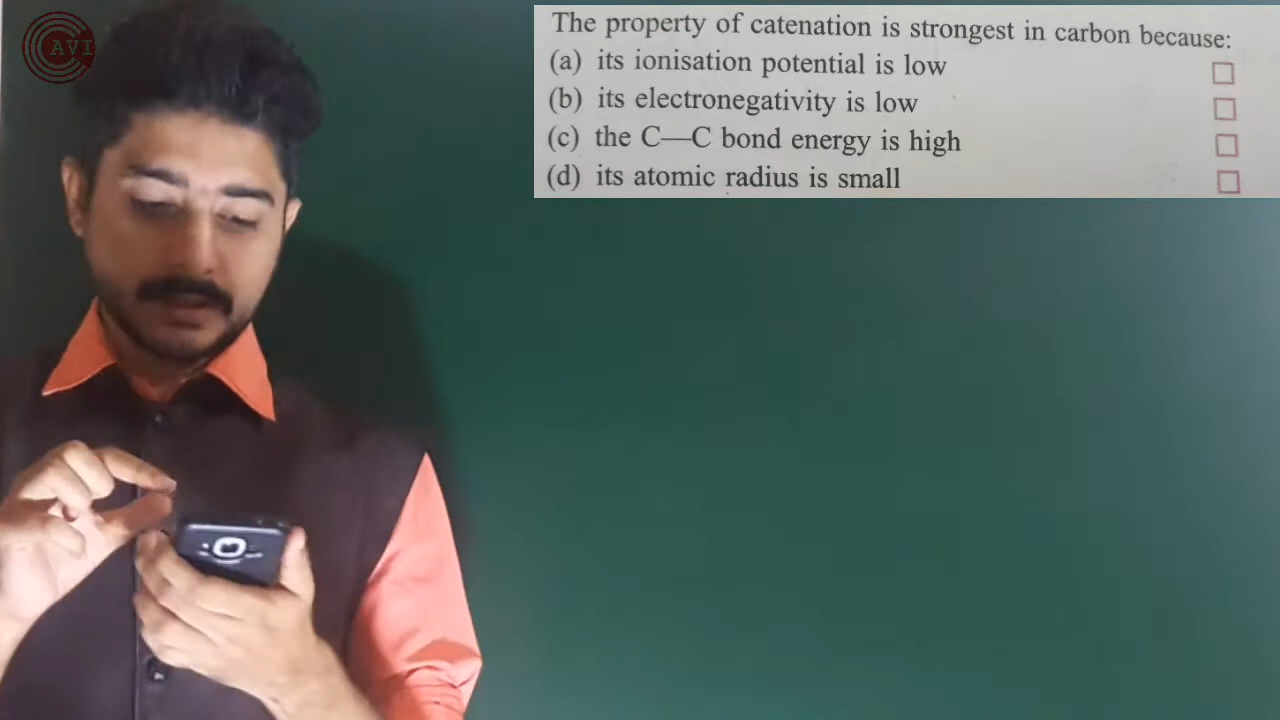 AVI
The property of catenation is strongest in carbon because:
(a) its ionisation potential is low
(b) its electronegativity is low
(c) the C—C bond energy is high
(d) its atomic radius is small